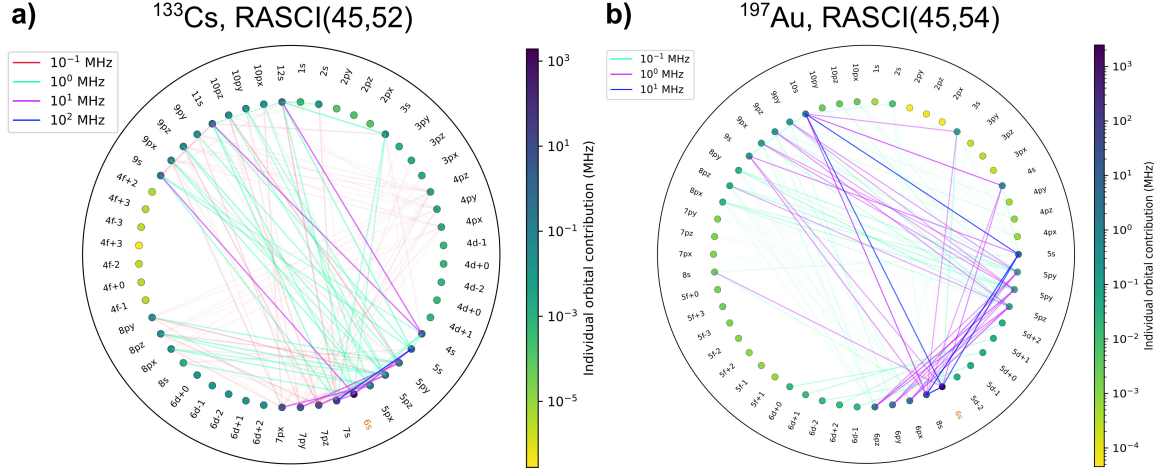 a)
¹³³Cs, RASCI(45,52)
10⁻¹ MHz
10⁰ MHz
10¹ MHz
10² MHz
12s
1s
2s
2py
2pz
2px
3s
3py
3pz
3px
4pz
4py
4px
4d-1
4d+0
4d-2
4d+0
4d+1
4s
5s
5py
5pz
5px
6s
7s
7pz
7py
7px
6d+2
6d+1
6d-2
6d-1
6d+0
8s
8px
8pz
8py
4f-1
4f+0
4f-2
4f+3
4f-3
4f+3
4f+2
9s
9px
9pz
9py
11s
10pz
10py
10px
10³
10¹
10⁻¹
10⁻³
10⁻⁵
Individual orbital contribution (MHz)
b)
¹⁹⁷Au, RASCI(45,54)
10⁻¹ MHz
10⁰ MHz
10¹ MHz
10px
1s
2s
2py
2pz
2px
3s
3py
3pz
3px
4s
4py
4pz
4px
5s
5py
5py
5pz
5d+2
5d+1
5d+0
5d-1
5d-2
6s
8s
6px
6py
6pz
6d-1
6d+2
6d-2
6d+1
6d+0
5f+1
5f-1
5f+2
5f-2
5f-3
5f+3
5f+0
8s
7px
7pz
7py
8px
8pz
8py
9s
9px
9pz
9py
10s
10py
10pz
10³
10²
10¹
10⁰
10⁻¹
10⁻²
10⁻³
10⁻⁴
Individual orbital contribution (MHz)